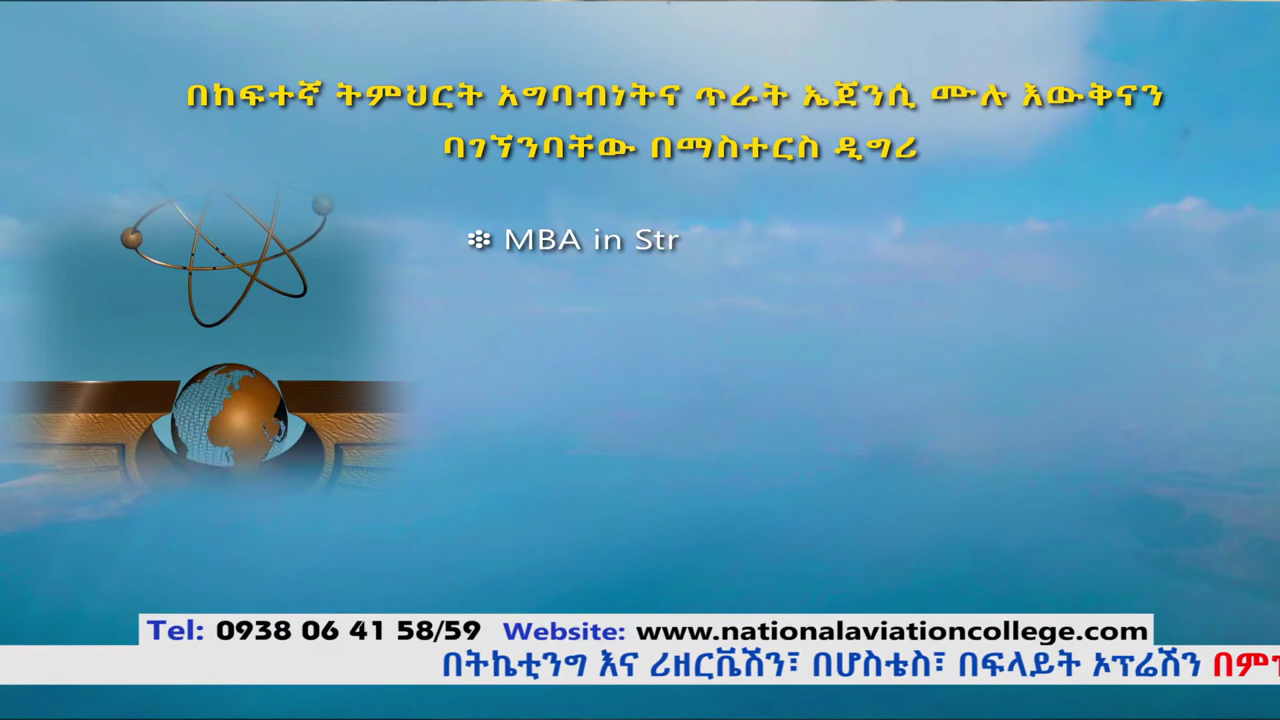 በከፍተኛ ትምህርት አግባብነትና ጥራት ኤጀንሲ ሙሉ እውቅናን
ባገኘንባቸው በማስተርስ ዲግሪ
፨ MBA in Str
Tel: 0938 06 41 58/59 Website: www.nationalaviationcollege.com
በትኬቲንግ እና ሪዘርቬሽን፣ በሆስቴስ፣ በፍላይት ኦፕሬሽን